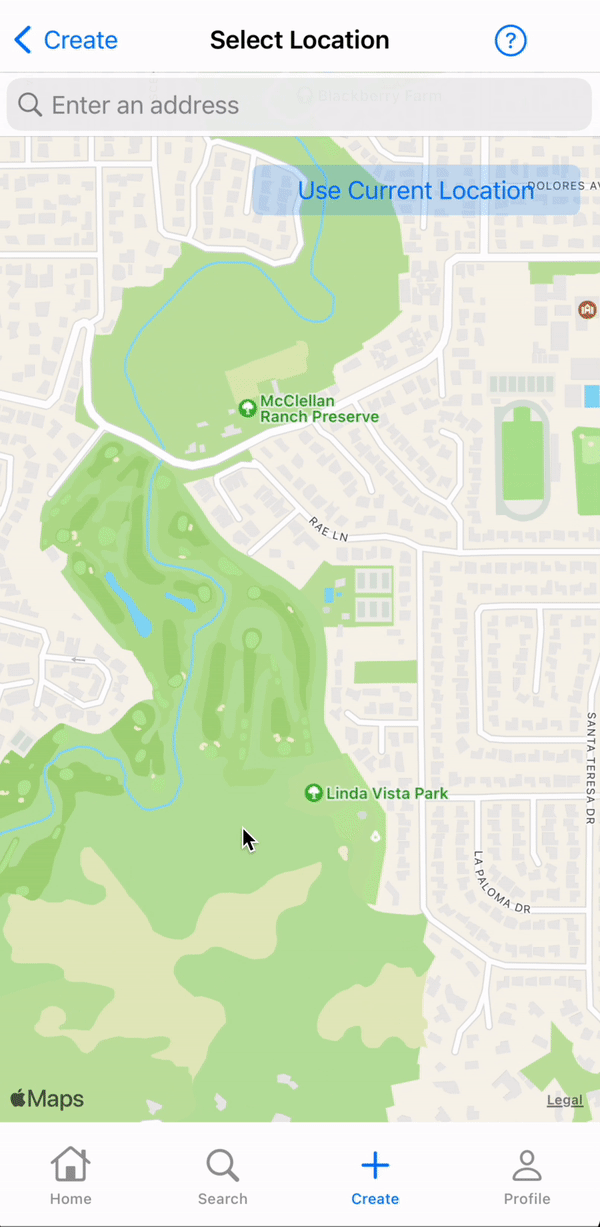 Create
Select Location
?
Blackberry Farm
Enter an address
Use Current Location
DOLORES AV
McClellan
Ranch Preserve
RAE LN
SANTA TERESA DR
Linda Vista Park
LA PALOMA DR
Maps
Legal
Home
Search
Create
Profile